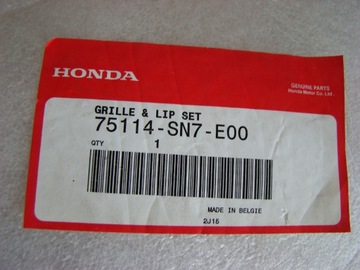 HONDA
GENUINE PARTS
Honda Motor Co., Ltd.
GRILLE & LIP SET
75114-SN7-E00
QTY 1
MADE IN BELGIE
2J16